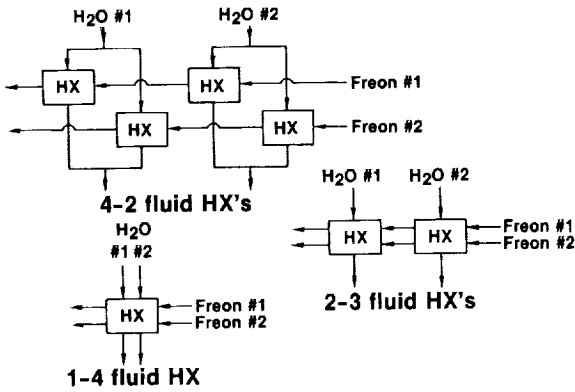 H₂O #1
H₂O #2
HX
HX
Freon #1
HX
HX
Freon #2
4-2 fluid HX's
H₂O #1
H₂O #2
HX
HX
Freon #1
Freon #2
2-3 fluid HX's
H₂O
#1 #2
HX
Freon #1
Freon #2
1-4 fluid HX